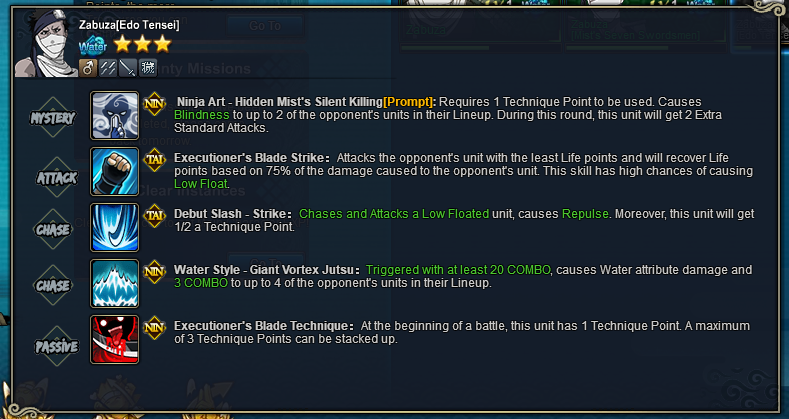 Points, the more
Go To
Zabuza[Edo Tensei]
Water
MYSTERY
NIN
Ninja Art - Hidden Mist's Silent Killing[Prompt]: Requires 1 Technique Point to be used. Causes
Blindness to up to 2 of the opponent's units in their Lineup. During this round, this unit will get 2 Extra
Standard Attacks.
ATTACK
TAI
Executioner's Blade Strike: Attacks the opponent's unit with the least Life points and will recover Life
points based on 75% of the damage caused to the opponent's unit. This skill has high chances of causing
Low Float.
CHASE
TAI
Debut Slash - Strike: Chases and Attacks a Low Floated unit, causes Repulse. Moreover, this unit will get
1/2 a Technique Point.
CHASE
NIN
Water Style - Giant Vortex Jutsu: Triggered with at least 20 COMBO, causes Water attribute damage and
3 COMBO to up to 4 of the opponent's units in their Lineup.
PASSIVE
NIN
Executioner's Blade Technique: At the beginning of a battle, this unit has 1 Technique Point. A maximum
of 3 Technique Points can be stacked up.